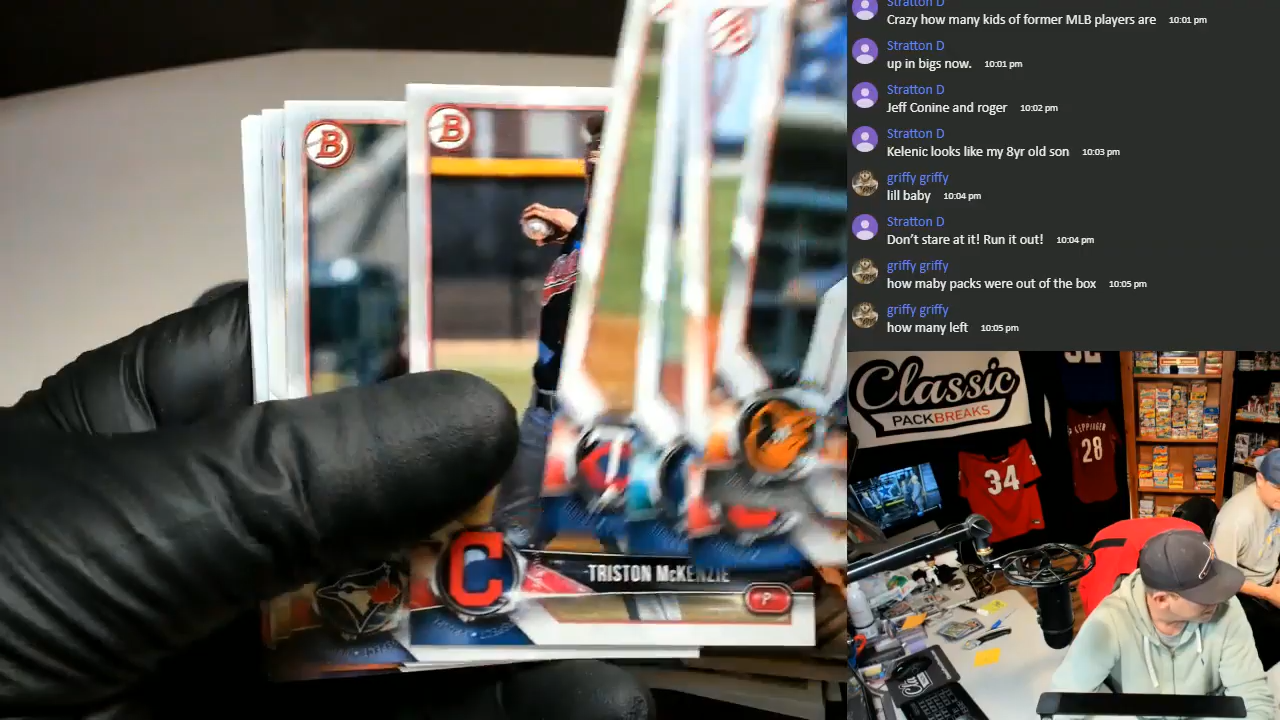 Stratton D
Crazy how many kids of former MLB players are 10:01 pm
Stratton D
up in bigs now. 10:01 pm
Stratton D
Jeff Conine and roger 10:02 pm
Stratton D
Kelenic looks like my 8yr old son 10:03 pm
griffy griffy
lill baby 10:04 pm
Stratton D
Don't stare at it! Run it out! 10:04 pm
griffy griffy
how maby packs were out of the box 10:05 pm
griffy griffy
how many left 10:05 pm
B
B
C
TRISTON McKENZIE
P
Classic
PACKBREAKS
34
LEPPINGER
28